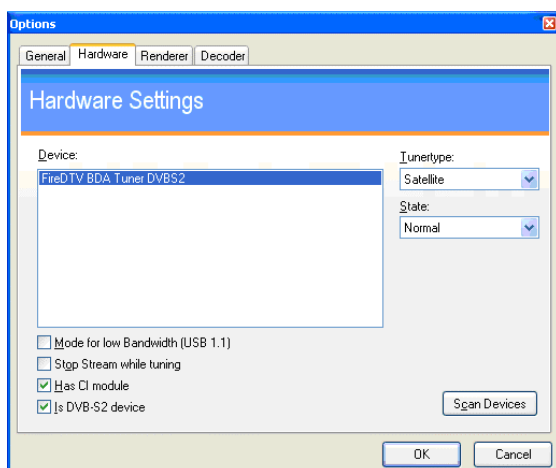 Options
General Hardware Renderer Decoder
Hardware Settings
Device:
FireDTV BDA Tuner DVBS2
Tunertype:
Satellite
State:
Normal
Mode for low Bandwidth (USB 1.1)
Stop Stream while tuning
Has CI module
Is DVB-S2 device
Scan Devices
OK Cancel